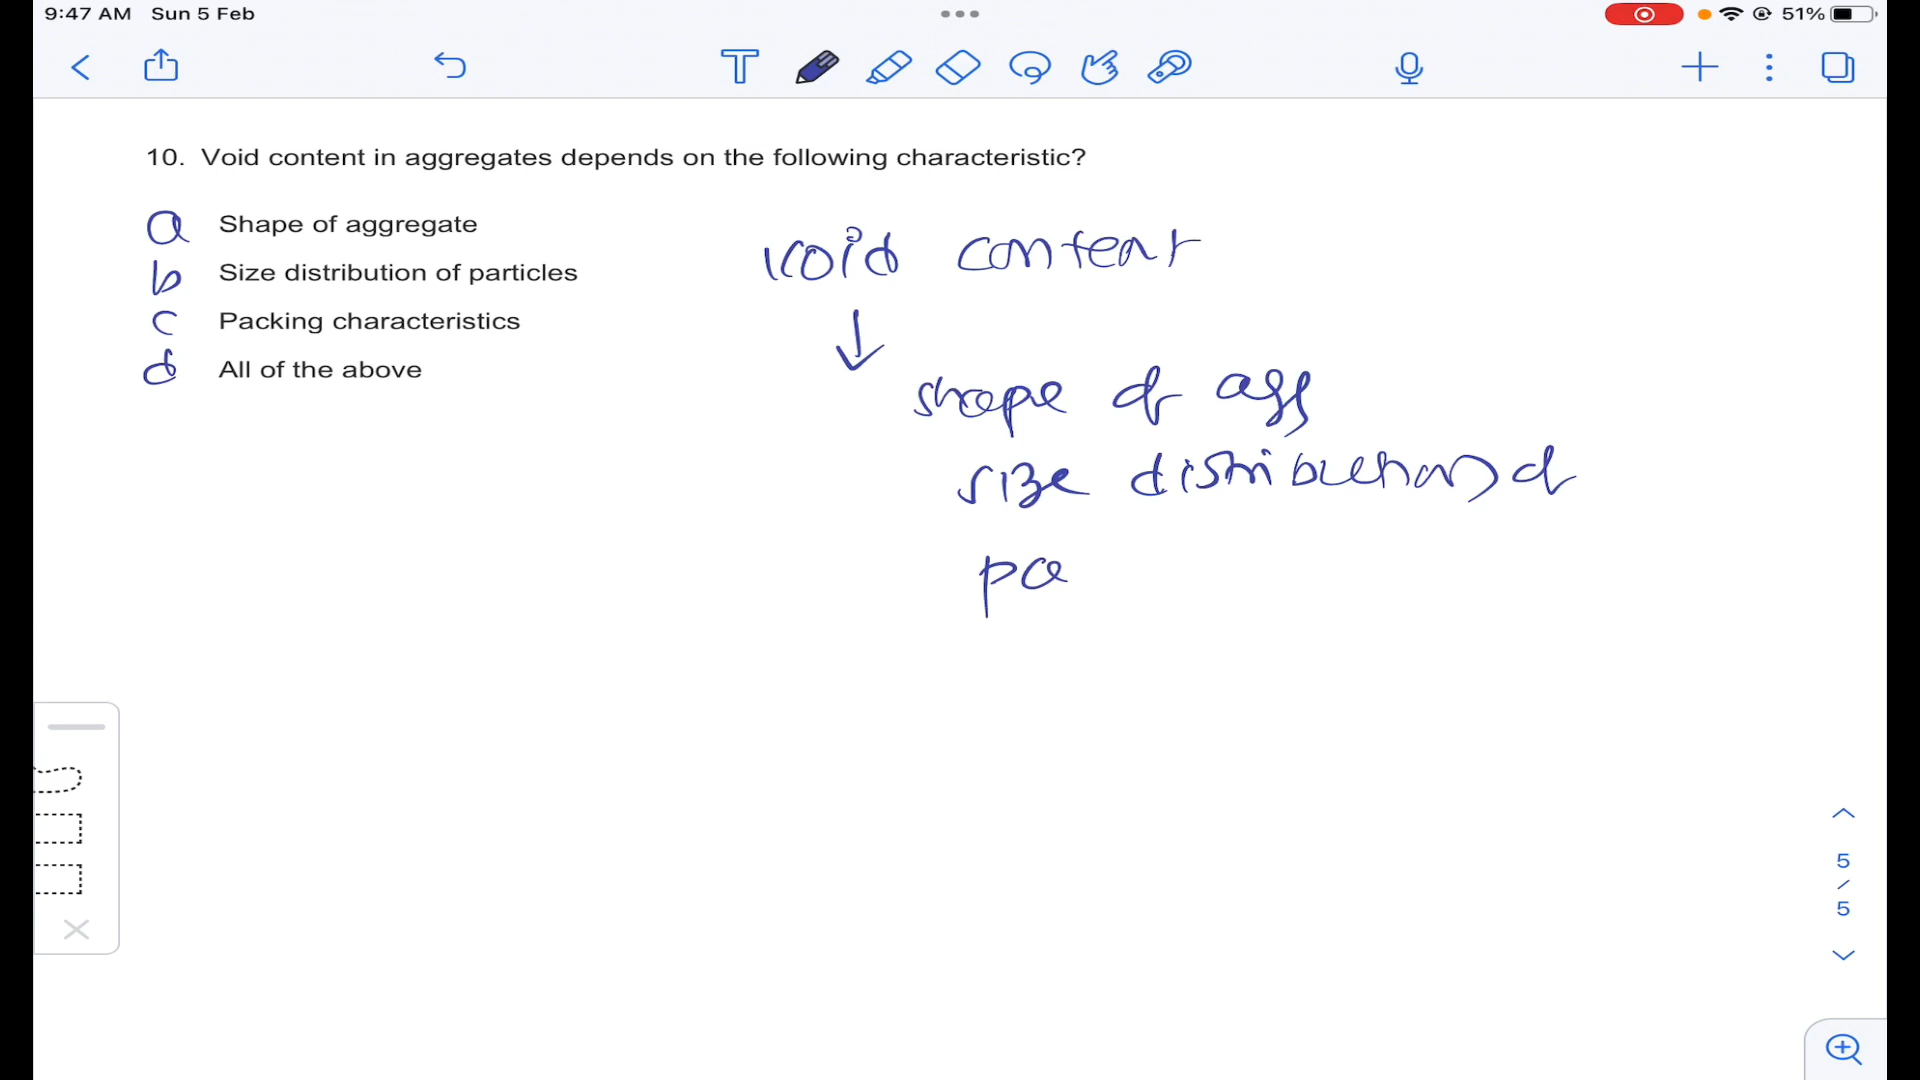 9:47 AM Sun 5 Feb
51%
10. Void content in aggregates depends on the following characteristic?
a Shape of aggregate
b Size distribution of particles
c Packing characteristics
d All of the above
void content
shape of agg
size distribution of
pa
5
/
5